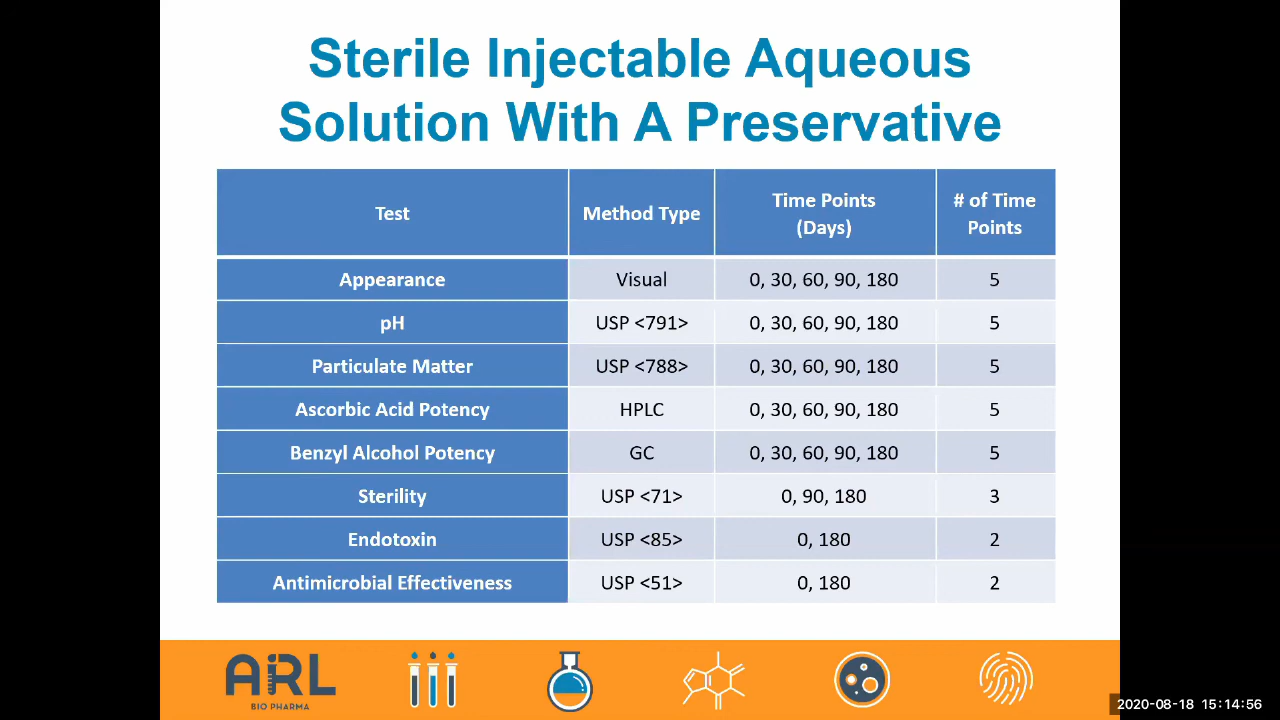 Sterile Injectable Aqueous
Solution With A Preservative
Test Method Type Time Points (Days) # of Time Points
Appearance Visual 0, 30, 60, 90, 180 5
pH USP <791> 0, 30, 60, 90, 180 5
Particulate Matter USP <788> 0, 30, 60, 90, 180 5
Ascorbic Acid Potency HPLC 0, 30, 60, 90, 180 5
Benzyl Alcohol Potency GC 0, 30, 60, 90, 180 5
Sterility USP <71> 0, 90, 180 3
Endotoxin USP <85> 0, 180 2
Antimicrobial Effectiveness USP <51> 0, 180 2
ARL
BIO PHARMA
2020-08-18 15:14:56